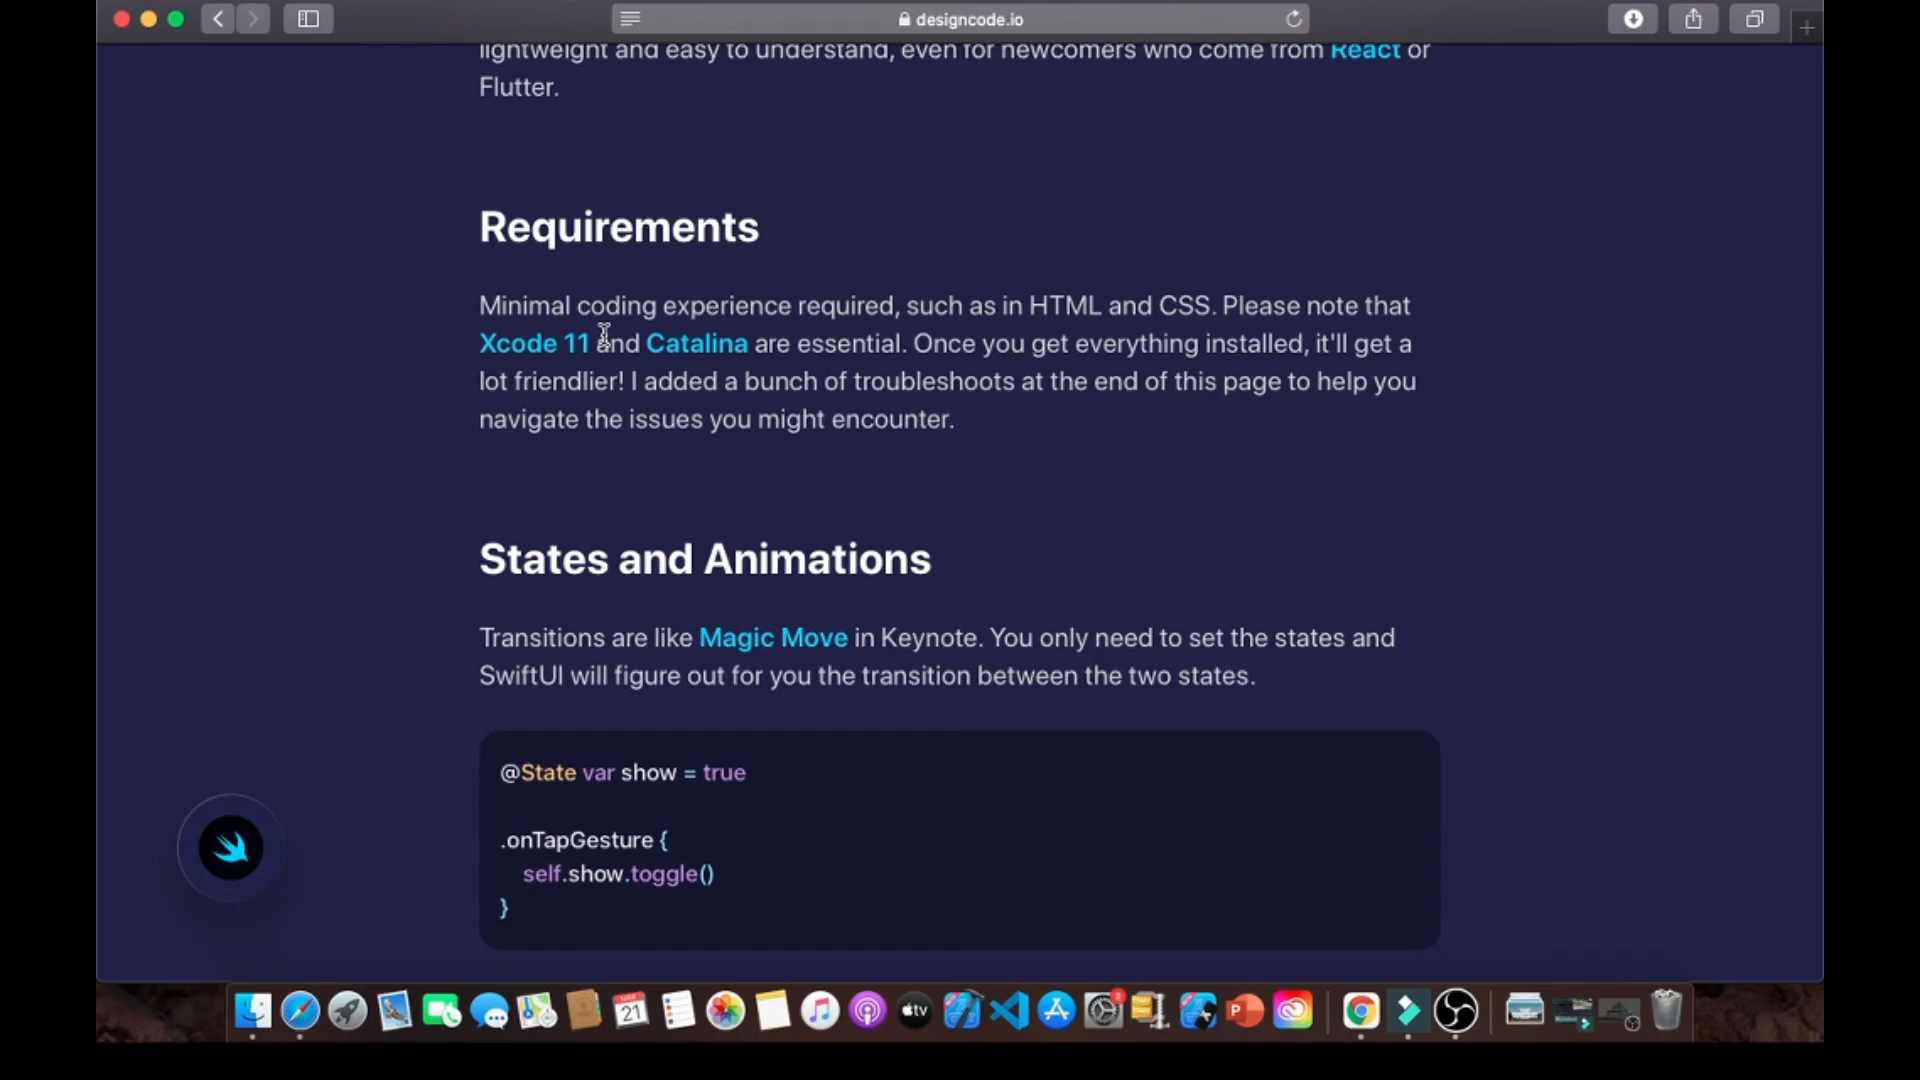 designcode.io
lightweight and easy to understand, even for newcomers who come from React or
Flutter.
Requirements
Minimal coding experience required, such as in HTML and CSS. Please note that
Xcode 11 and Catalina are essential. Once you get everything installed, it'll get a
lot friendlier! I added a bunch of troubleshoots at the end of this page to help you
navigate the issues you might encounter.
States and Animations
Transitions are like Magic Move in Keynote. You only need to set the states and
SwiftUI will figure out for you the transition between the two states.
@State var show = true
.onTapGesture {
self.show.toggle()
}
MAR
21
tv
2
P